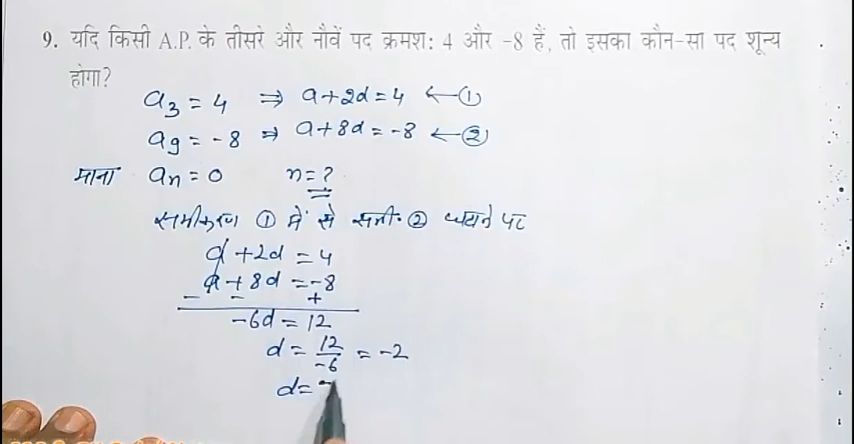 9. यदि किसी A.P. के तीसरे और नौवें पद क्रमश: 4 और -8 हैं, तो इसका कौन-सा पद शून्य
होगा?
a₃ = 4 ⇒ a+2d = 4 ←①
a₉ = -8 ⇒ a+8d = -8 ←②
माना aₙ = 0 n = ?
समीकरण ① में से समी. ② घटाने पर
a + 2d = 4
a + 8d = -8
- - +
-6d = 12
d = 12/-6 = -2
d = -